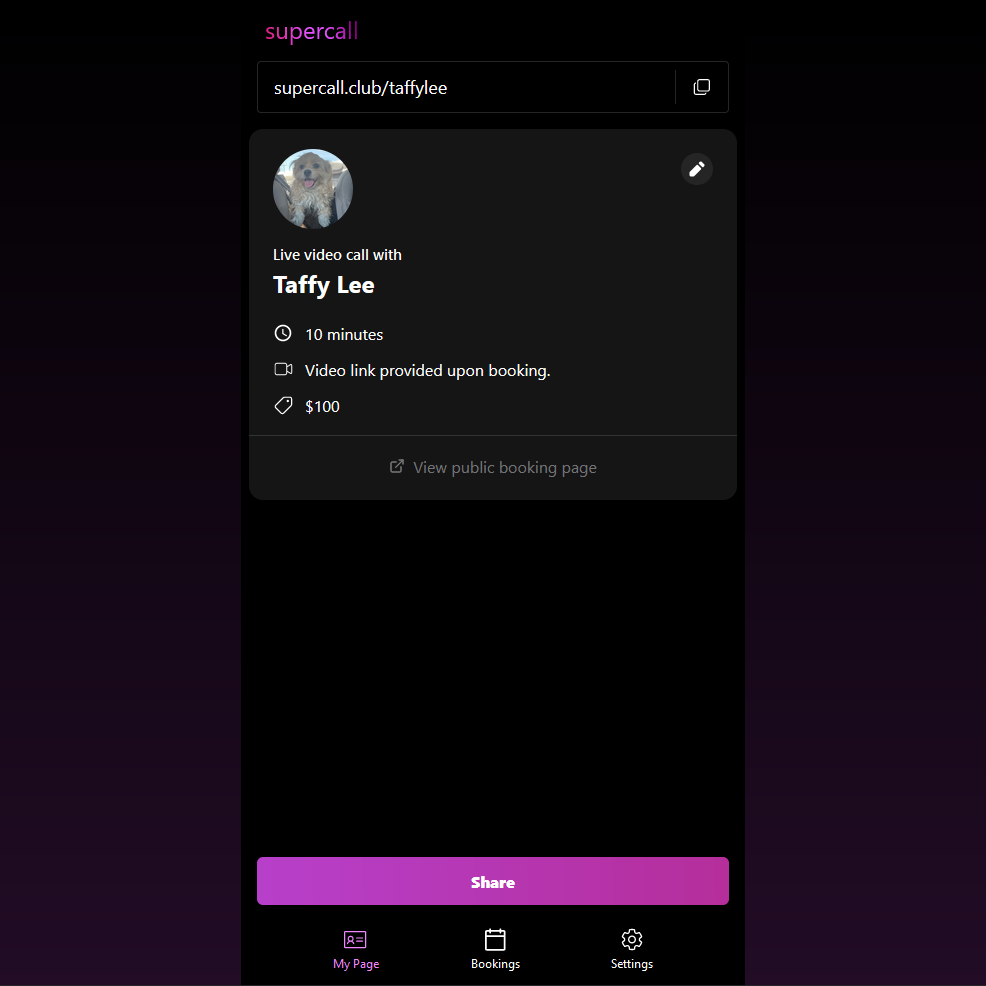 supercall
supercall.club/taffylee
Live video call with
Taffy Lee
10 minutes
Video link provided upon booking.
$100
View public booking page
Share
My Page
Bookings
Settings